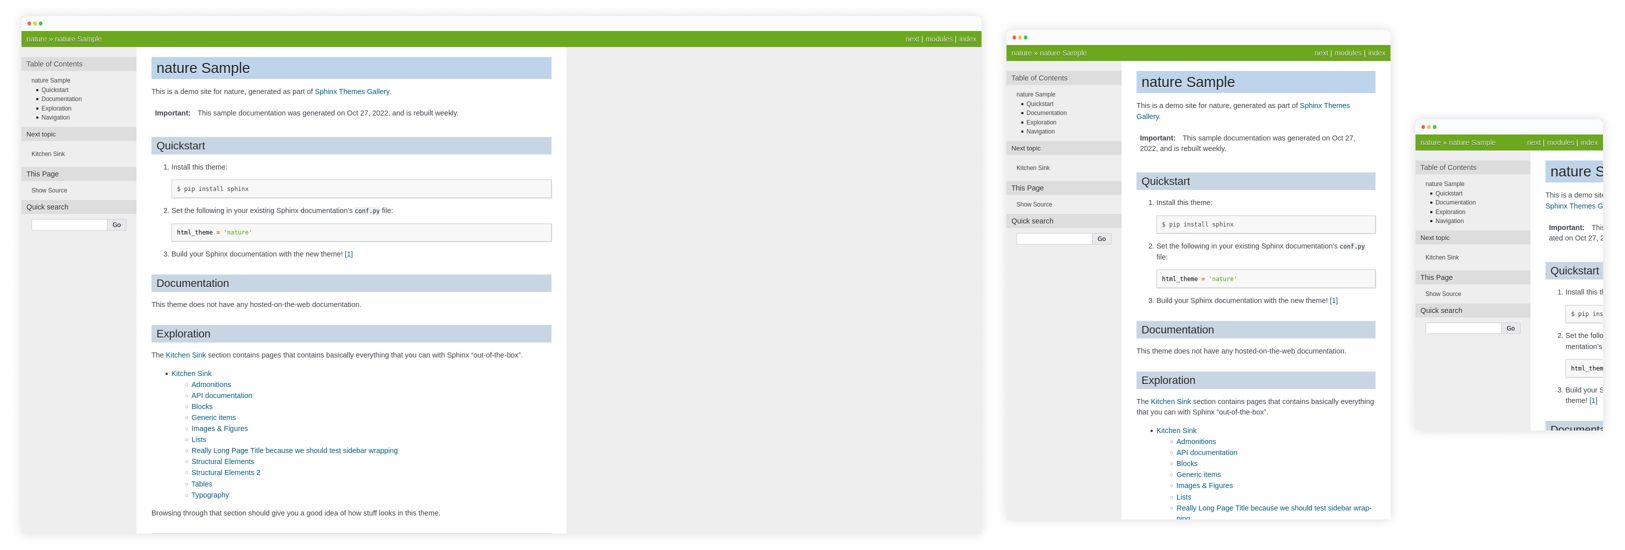 nature » nature Sample
next | modules | index
Table of Contents
nature Sample
Quickstart
Documentation
Exploration
Navigation
Next topic
Kitchen Sink
This Page
Show Source
Quick search
Go
nature Sample
This is a demo site for nature, generated as part of Sphinx Themes Gallery.
Important: This sample documentation was generated on Oct 27, 2022, and is rebuilt weekly.
Quickstart
1. Install this theme:
$ pip install sphinx
2. Set the following in your existing Sphinx documentation's conf.py file:
html_theme = 'nature'
3. Build your Sphinx documentation with the new theme! [1]
Documentation
This theme does not have any hosted-on-the-web documentation.
Exploration
The Kitchen Sink section contains pages that contains basically everything that you can with Sphinx “out-of-the-box”.
Kitchen Sink
Admonitions
API documentation
Blocks
Generic items
Images & Figures
Lists
Really Long Page Title because we should test sidebar wrapping
Structural Elements
Structural Elements 2
Tables
Typography
Browsing through that section should give you a good idea of how stuff looks in this theme.
nature » nature Sample
next | modules | index
Table of Contents
nature Sample
Quickstart
Documentation
Exploration
Navigation
Next topic
Kitchen Sink
This Page
Show Source
Quick search
Go
nature Sample
This is a demo site for nature, generated as part of Sphinx Themes
Gallery.
Important: This sample documentation was generated on Oct 27,
2022, and is rebuilt weekly.
Quickstart
1. Install this theme:
$ pip install sphinx
2. Set the following in your existing Sphinx documentation's conf.py
file:
html_theme = 'nature'
3. Build your Sphinx documentation with the new theme! [1]
Documentation
This theme does not have any hosted-on-the-web documentation.
Exploration
The Kitchen Sink section contains pages that contains basically everything
that you can with Sphinx “out-of-the-box”.
Kitchen Sink
Admonitions
API documentation
Blocks
Generic items
Images & Figures
Lists
Really Long Page Title because we should test sidebar wrap-
ping
nature » nature Sample
next | modules | index
Table of Contents
nature Sample
Quickstart
Documentation
Exploration
Navigation
Next topic
Kitchen Sink
This Page
Show Source
Quick search
Go
nature S
This is a demo site
Sphinx Themes G
Important: This
ated on Oct 27, 2
Quickstart
1. Install this th
$ pip ins
2. Set the follo
mentation's
html_them
3. Build your S
theme! [1]
Documenta